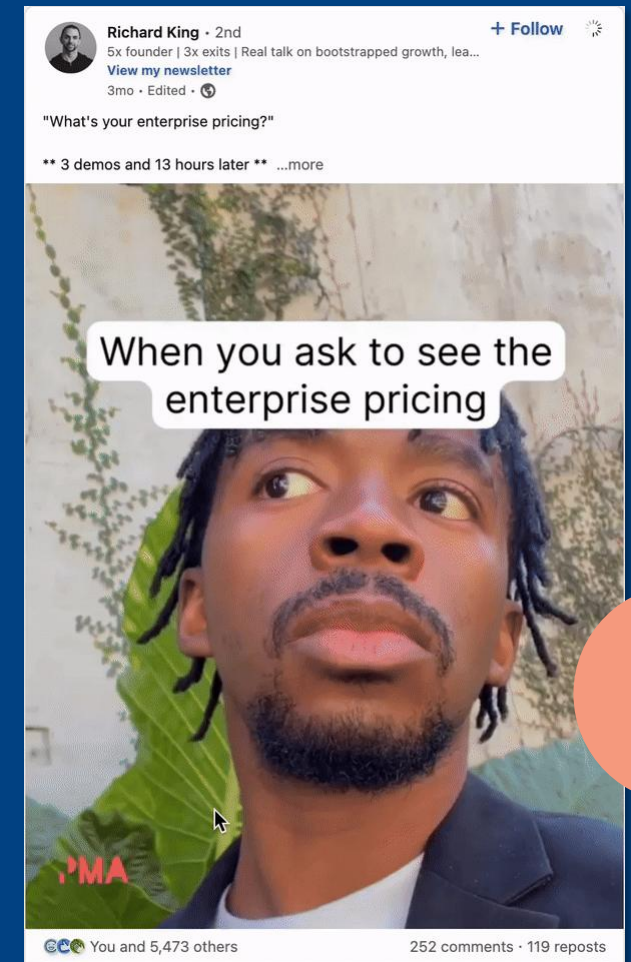 Richard King • 2nd
+ Follow
5x founder | 3x exits | Real talk on bootstrapped growth, lea...
View my newsletter
3mo • Edited •
"What's your enterprise pricing?"
** 3 demos and 13 hours later ** ...more
When you ask to see the
enterprise pricing
PMA
You and 5,473 others
252 comments • 119 reposts